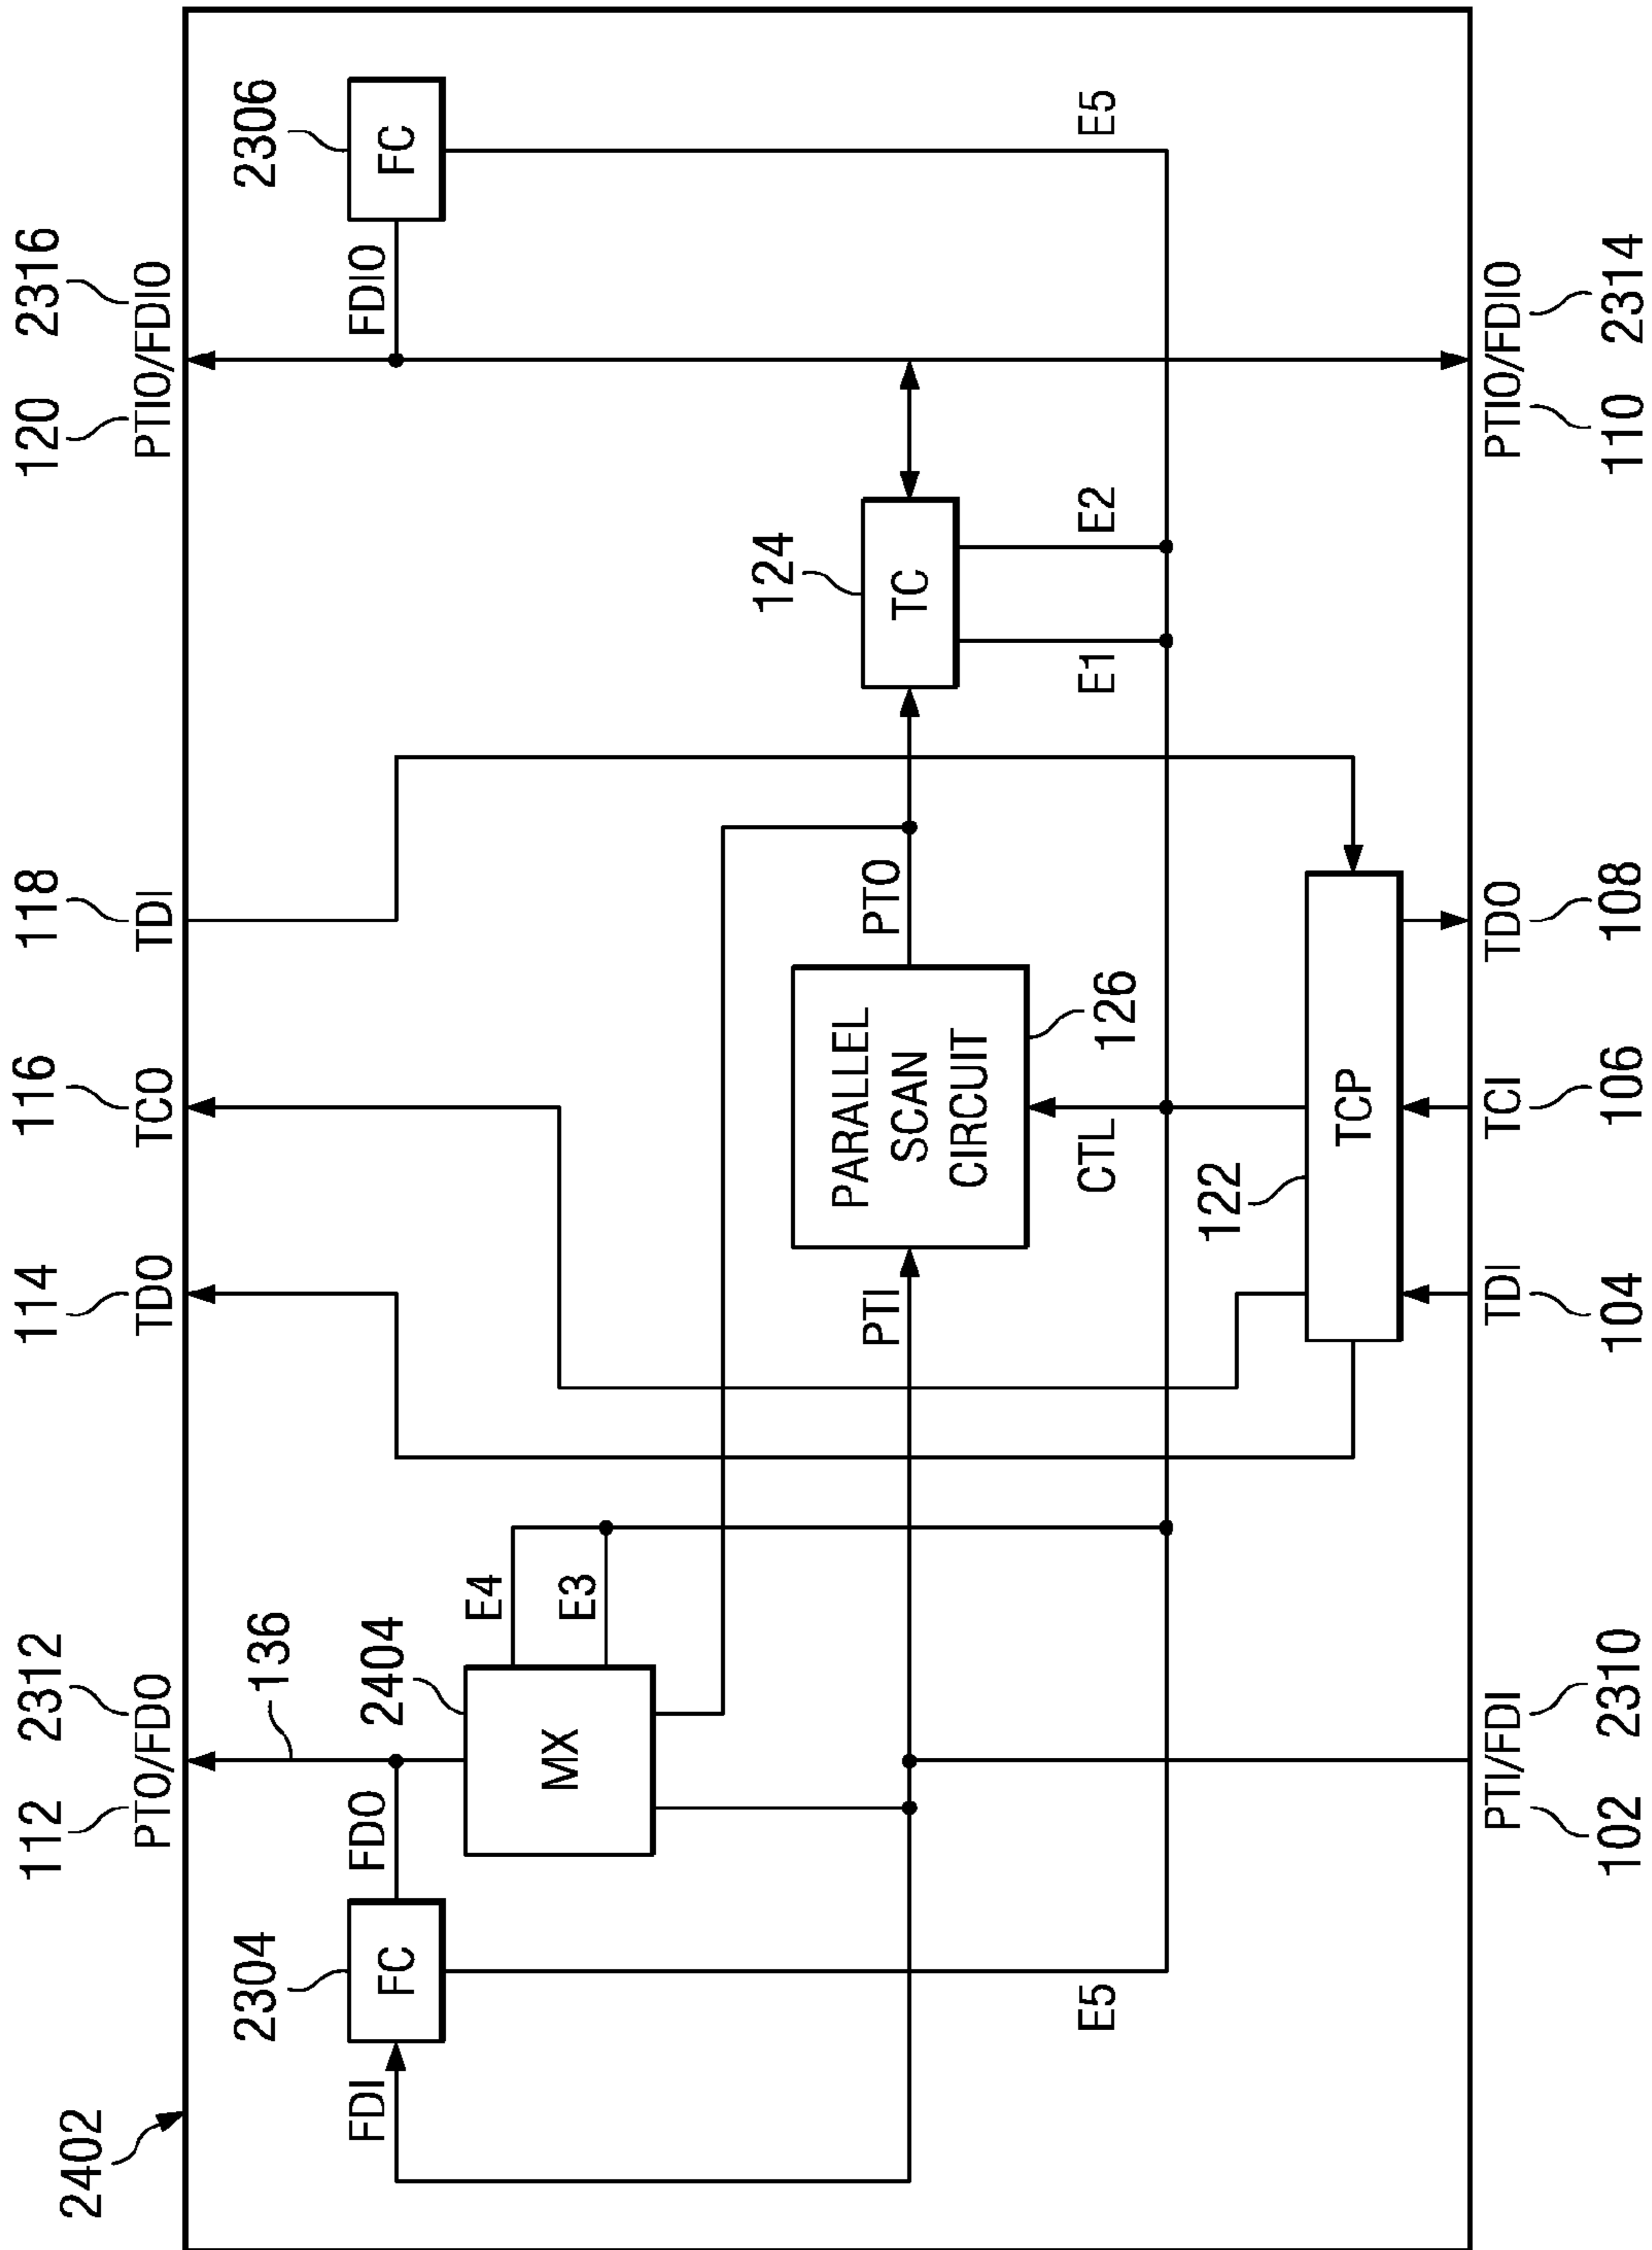 2402
112 2312
PTO/FDO
136
114
TDO
116
TCO
118
TDI
120 2316
PTIO/FDIO
2304
FC
FDI
FDO
2404
MX
E4
E3
2306
FC
FDIO
PTI
PARALLEL
SCAN
CIRCUIT
126
PTO
124
TC
E5
CTL
E1
E2
E5
122
TCP
PTI/FDI
102 2310
TDI
104
TCI
106
TDO
108
PTIO/FDIO
110 2314